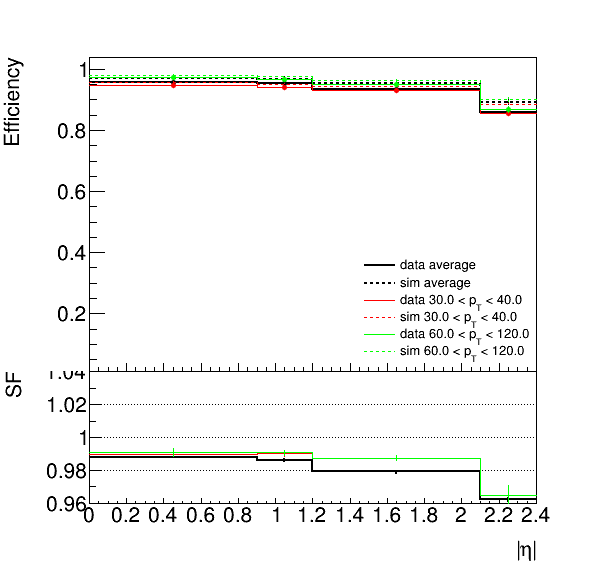 Efficiency
1
0.8
0.6
0.4
0.2
data average
sim average
data 30.0 < p_T < 40.0
sim 30.0 < p_T < 40.0
data 60.0 < p_T < 120.0
sim 60.0 < p_T < 120.0
SF
1.04
1.02
1
0.98
0.96
0 0.2 0.4 0.6 0.8 1 1.2 1.4 1.6 1.8 2 2.2 2.4
|η|